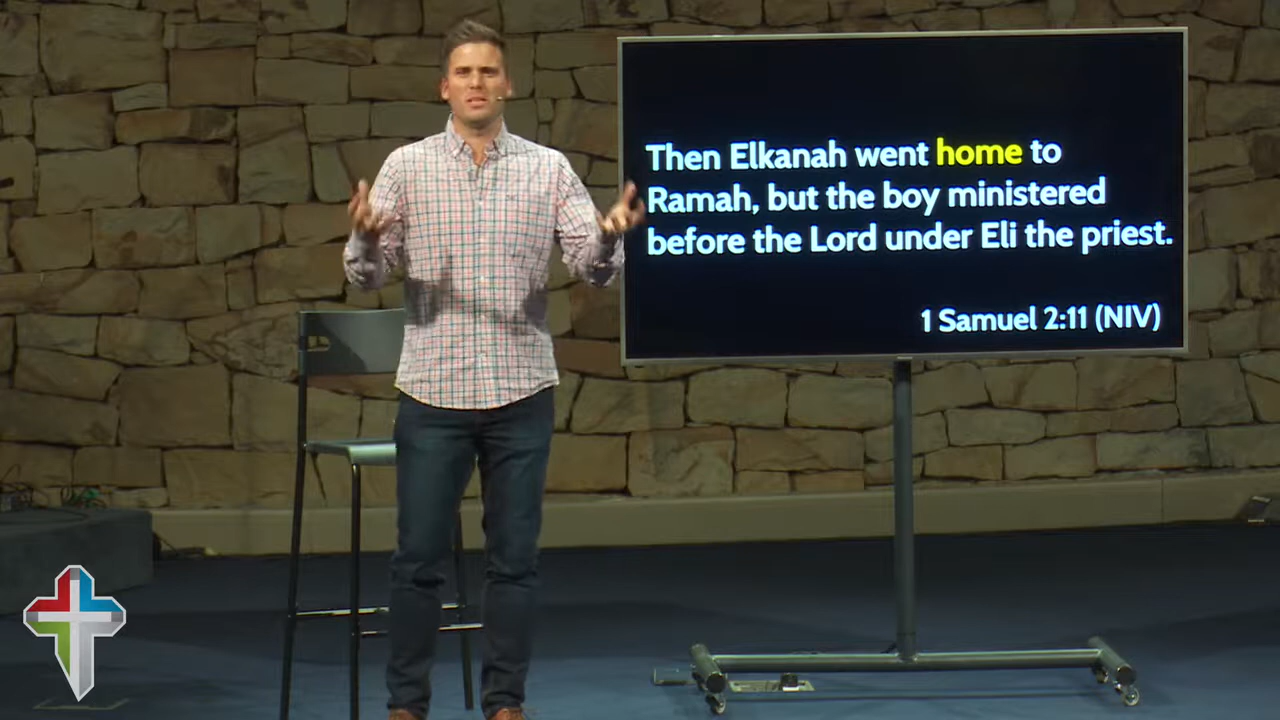 Then Elkanah went home to
Ramah, but the boy ministered
before the Lord under Eli the priest.
1 Samuel 2:11 (NIV)